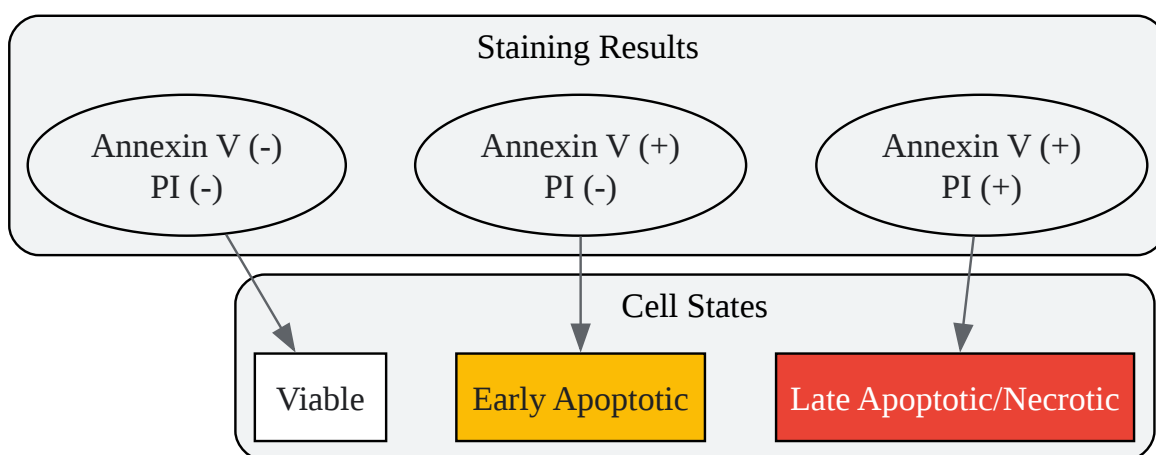 Staining Results
Annexin V (-)
PI (-)
Annexin V (+)
PI (-)
Annexin V (+)
PI (+)
Cell States
Viable
Early Apoptotic
Late Apoptotic/Necrotic